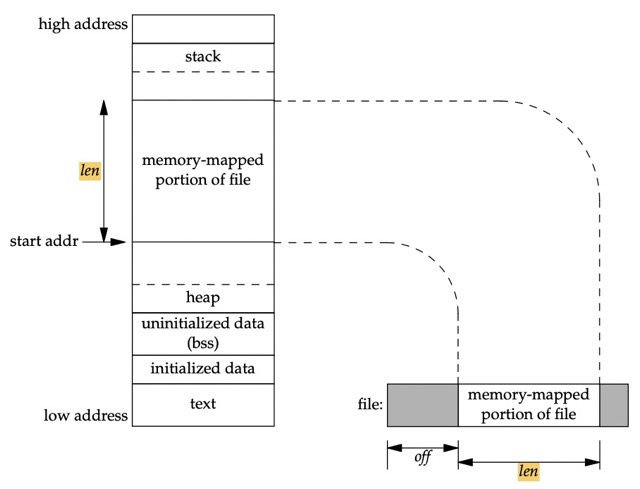 high address
stack
len
memory-mapped
portion of file
start addr
heap
uninitialized data
(bss)
initialized data
text
low address
file:
memory-mapped
portion of file
off
len